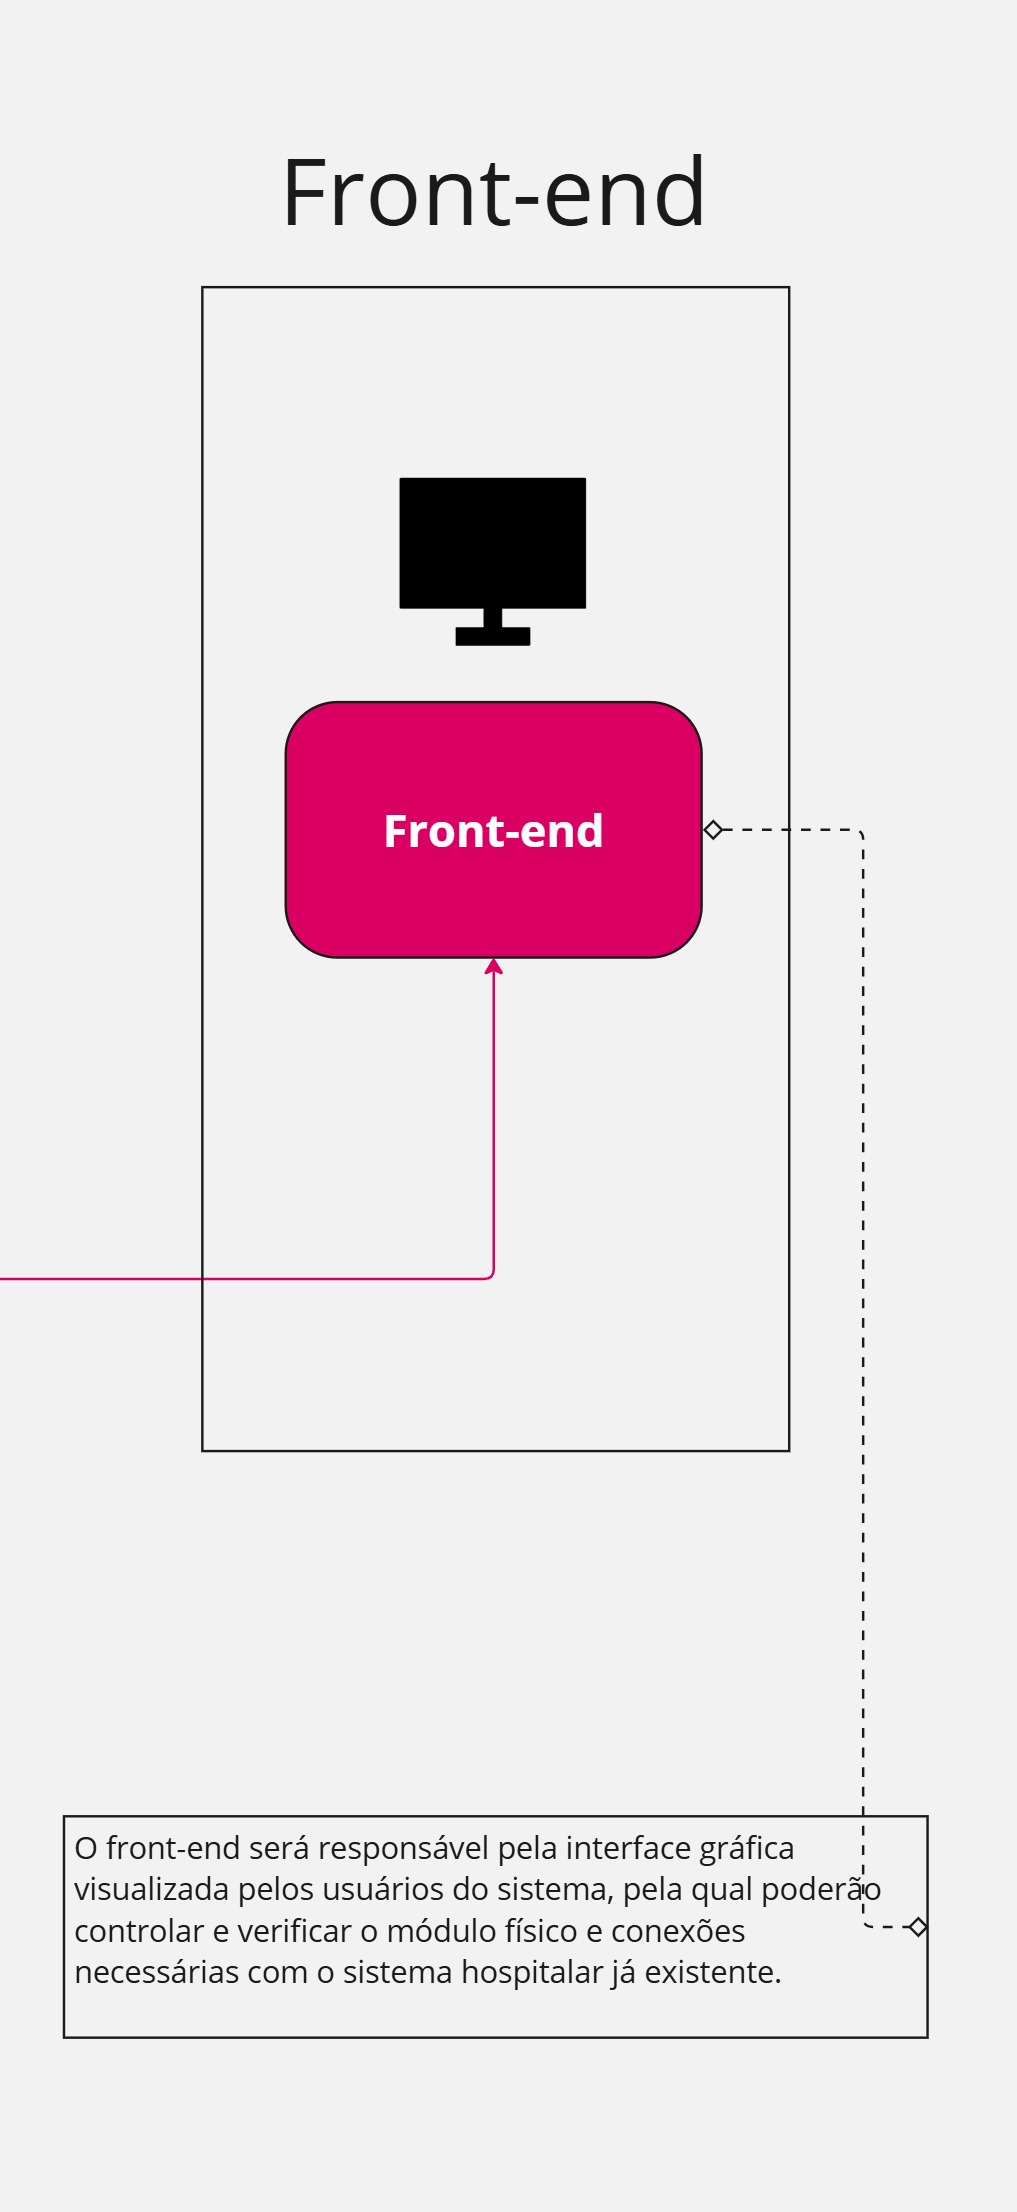 Front-end
Front-end
O front-end será responsável pela interface gráfica
visualizada pelos usuários do sistema, pela qual poderão
controlar e verificar o módulo físico e conexões
necessárias com o sistema hospitalar já existente.